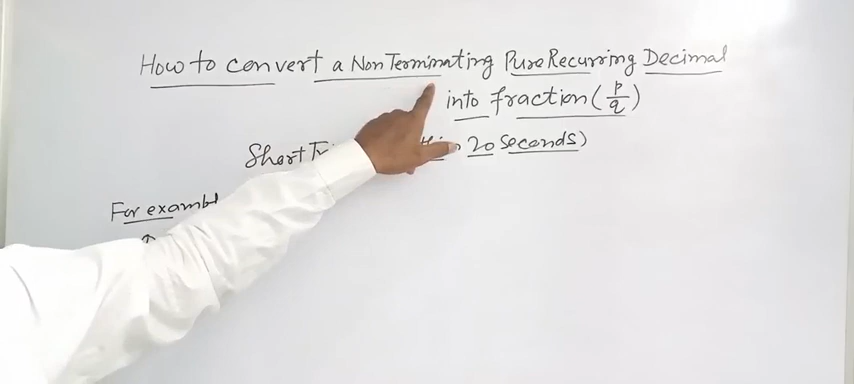 How to convert a Non Terminating Pure Recurring Decimal
into fraction (p/q)
Short 20 seconds)
For exampl